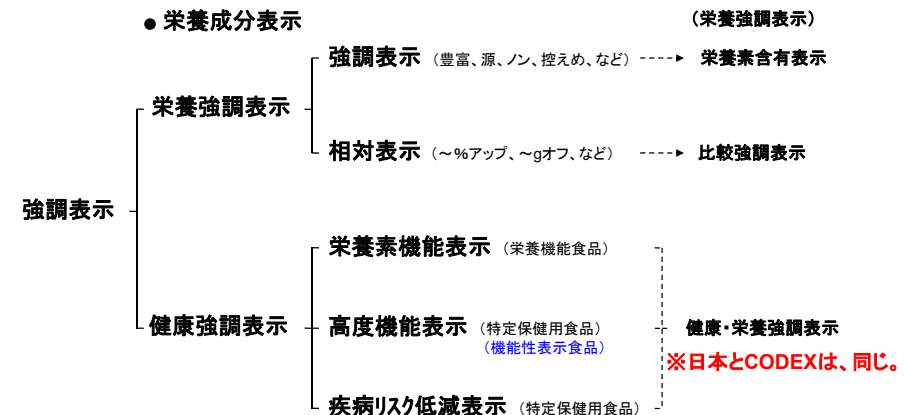 ● 栄養成分表示
(栄養強調表示)
強調表示 (豊富、源、ノン、控えめ、など) 栄養素含有表示
栄養強調表示
相対表示 (～%アップ、～gオフ、など) 比較強調表示
強調表示
栄養素機能表示 (栄養機能食品)
健康強調表示
高度機能表示 (特定保健用食品) 健康・栄養強調表示
(機能性表示食品)
※日本とCODEXは、同じ。
疾病リスク低減表示 (特定保健用食品)